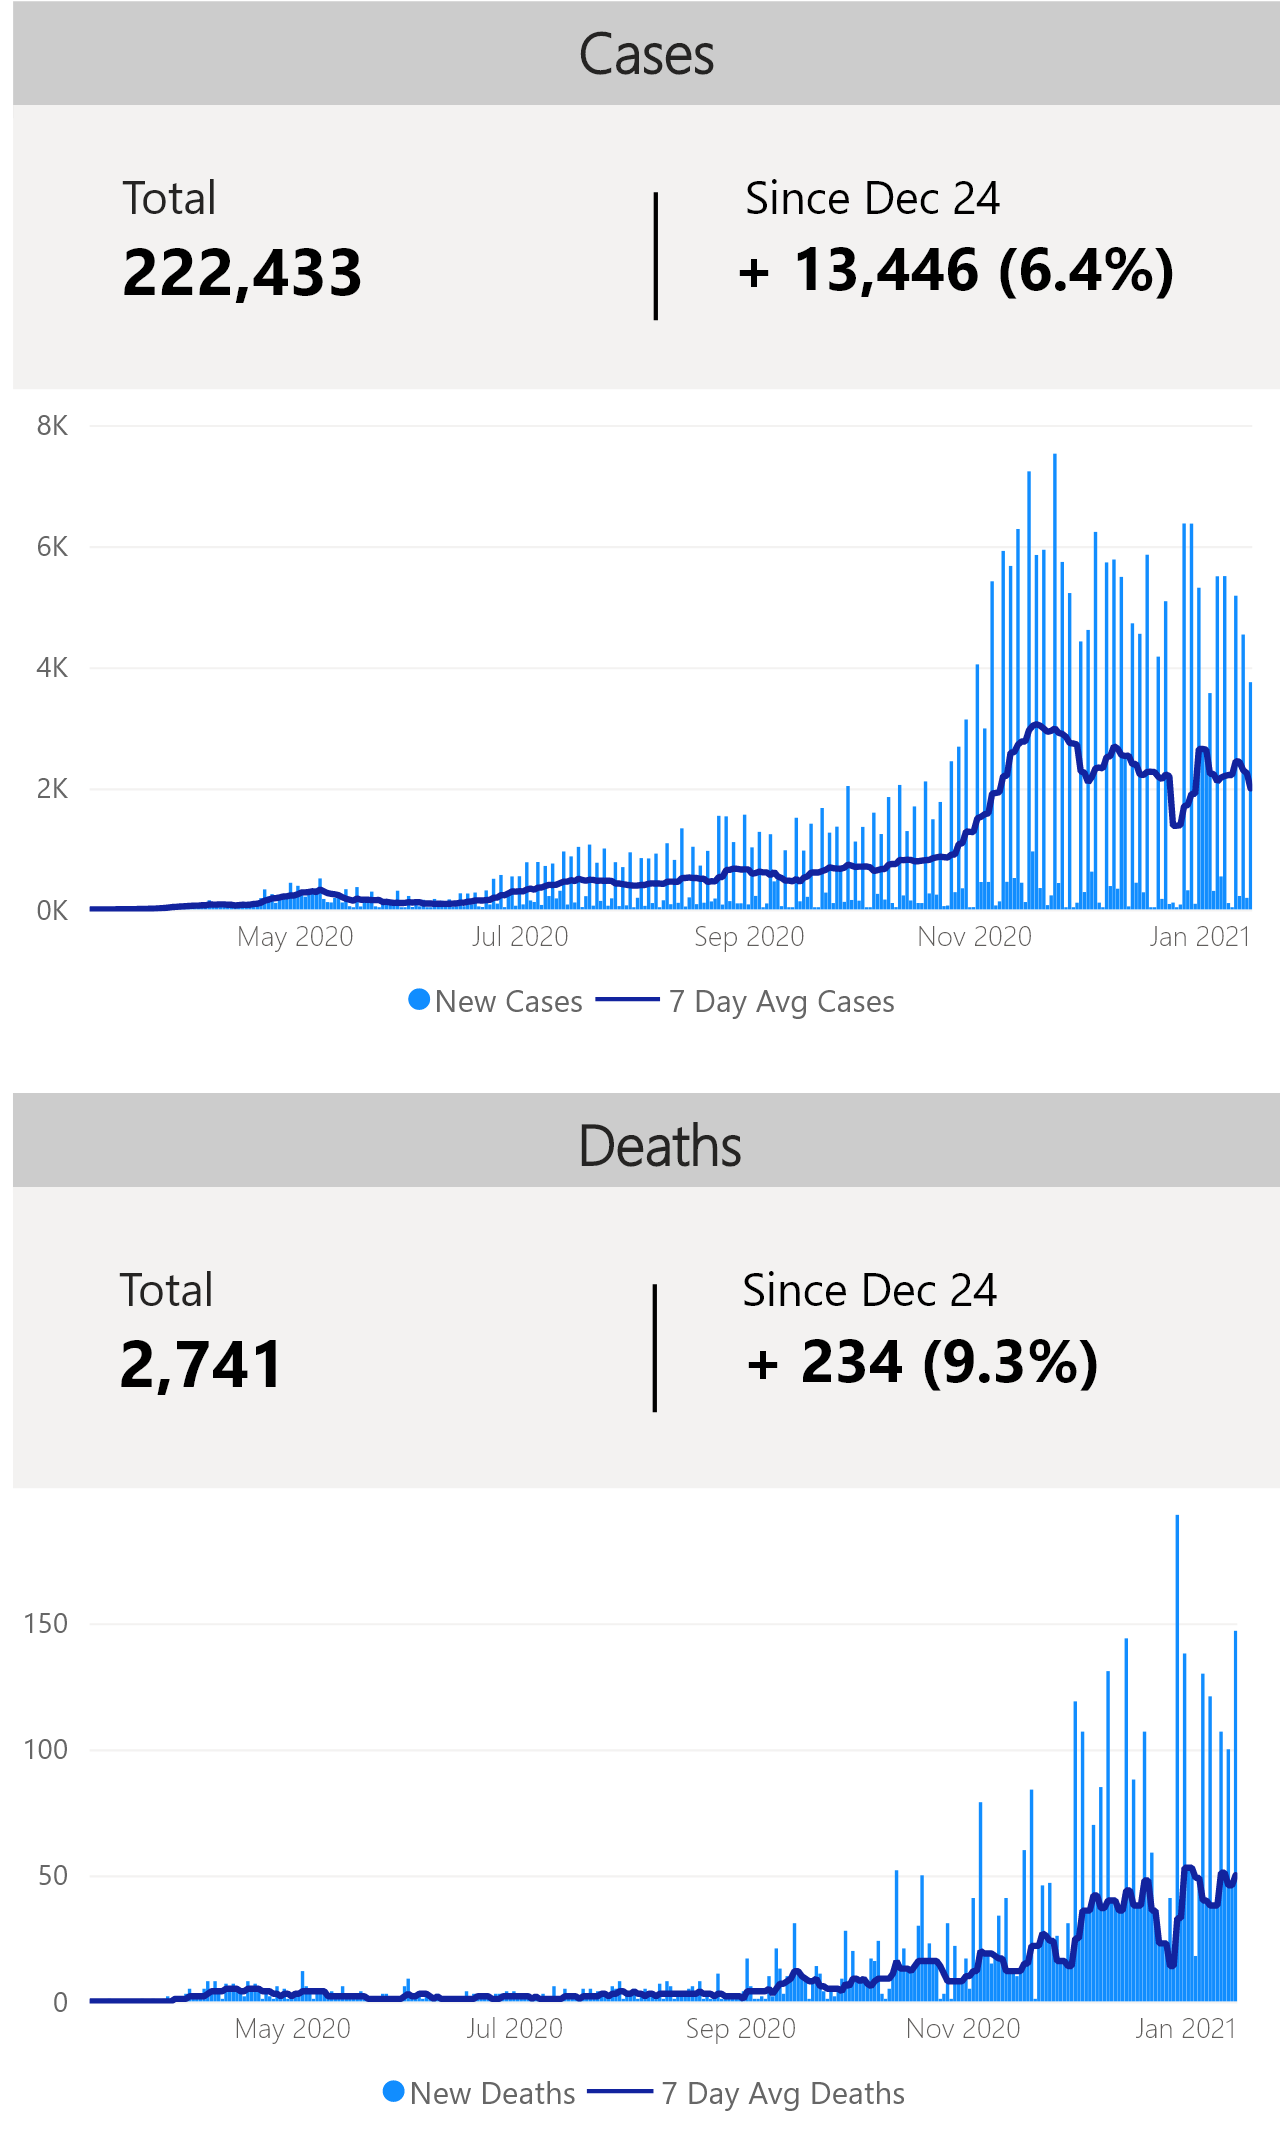 Cases
Total
Since Dec 24
222,433
+ 13,446 (6.4%)
8K
6K
4K
2K
0K
May 2020
Jul 2020
Sep 2020
Nov 2020
Jan 2021
New Cases
7 Day Avg Cases
Deaths
Total
Since Dec 24
2,741
+ 234 (9.3%)
150
100
50
0
May 2020
Jul 2020
Sep 2020
Nov 2020
Jan 2021
New Deaths
7 Day Avg Deaths